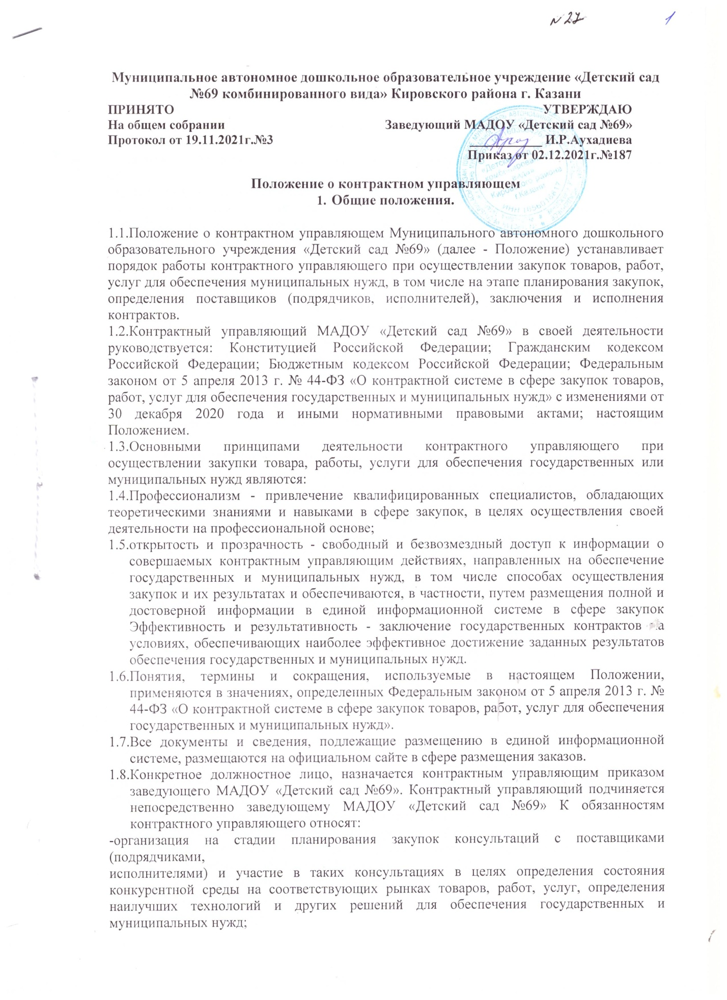 №27 1
Муниципальное автономное дошкольное образовательное учреждение «Детский сад
№69 комбинированного вида» Кировского района г. Казани
ПРИНЯТО УТВЕРЖДАЮ
На общем собрании Заведующий МАДОУ «Детский сад №69»
Протокол от 19.11.2021г.№3 ___________ И.Р.Аухадиева
Приказ от 02.12.2021г.№187
«Детский
комбинированного
вида»
Кировского района
г.Казани
Положение о контрактном управляющем
1. Общие положения.
1.1.Положение о контрактном управляющем Муниципального автономного дошкольного
образовательного учреждения «Детский сад №69» (далее - Положение) устанавливает
порядок работы контрактного управляющего при осуществлении закупок товаров, работ,
услуг для обеспечения муниципальных нужд, в том числе на этапе планирования закупок,
определения поставщиков (подрядчиков, исполнителей), заключения и исполнения
контрактов.
1.2.Контрактный управляющий МАДОУ «Детский сад №69» в своей деятельности
руководствуется: Конституцией Российской Федерации; Гражданским кодексом
Российской Федерации; Бюджетным кодексом Российской Федерации; Федеральным
законом от 5 апреля 2013 г. № 44-ФЗ «О контрактной системе в сфере закупок товаров,
работ, услуг для обеспечения государственных и муниципальных нужд» с изменениями от
30 декабря 2020 года и иными нормативными правовыми актами; настоящим
Положением.
1.3.Основными принципами деятельности контрактного управляющего при
осуществлении закупки товара, работы, услуги для обеспечения государственных или
муниципальных нужд являются:
1.4.Профессионализм - привлечение квалифицированных специалистов, обладающих
теоретическими знаниями и навыками в сфере закупок, в целях осуществления своей
деятельности на профессиональной основе;
1.5.открытость и прозрачность - свободный и безвозмездный доступ к информации о
совершаемых контрактным управляющим действиях, направленных на обеспечение
государственных и муниципальных нужд, в том числе способах осуществления
закупок и их результатах и обеспечиваются, в частности, путем размещения полной и
достоверной информации в единой информационной системе в сфере закупок
Эффективность и результативность - заключение государственных контрактов на
условиях, обеспечивающих наиболее эффективное достижение заданных результатов
обеспечения государственных и муниципальных нужд.
1.6.Понятия, термины и сокращения, используемые в настоящем Положении,
применяются в значениях, определенных Федеральным законом от 5 апреля 2013 г. №
44-ФЗ «О контрактной системе в сфере закупок товаров, работ, услуг для обеспечения
государственных и муниципальных нужд».
1.7.Все документы и сведения, подлежащие размещению в единой информационной
системе, размещаются на официальном сайте в сфере размещения заказов.
1.8.Конкретное должностное лицо, назначается контрактным управляющим приказом
заведующего МАДОУ «Детский сад №69». Контрактный управляющий подчиняется
непосредственно заведующему МАДОУ «Детский сад №69» К обязанностям
контрактного управляющего относят:
-организация на стадии планирования закупок консультаций с поставщиками
(подрядчиками,
исполнителями) и участие в таких консультациях в целях определения состояния
конкурентной среды на соответствующих рынках товаров, работ, услуг, определения
наилучших технологий и других решений для обеспечения государственных и
муниципальных нужд;